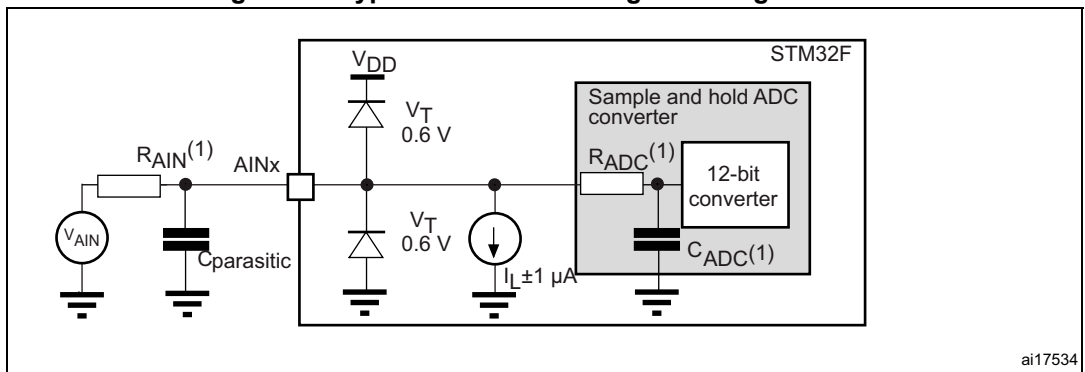 STM32F
VDD
VT
0.6 V
Sample and hold ADC
converter
RAIN(1)
AINx
RADC(1)
12-bit
converter
VAIN
Cparasitic
VT
0.6 V
IL±1 µA
CADC(1)
ai17534